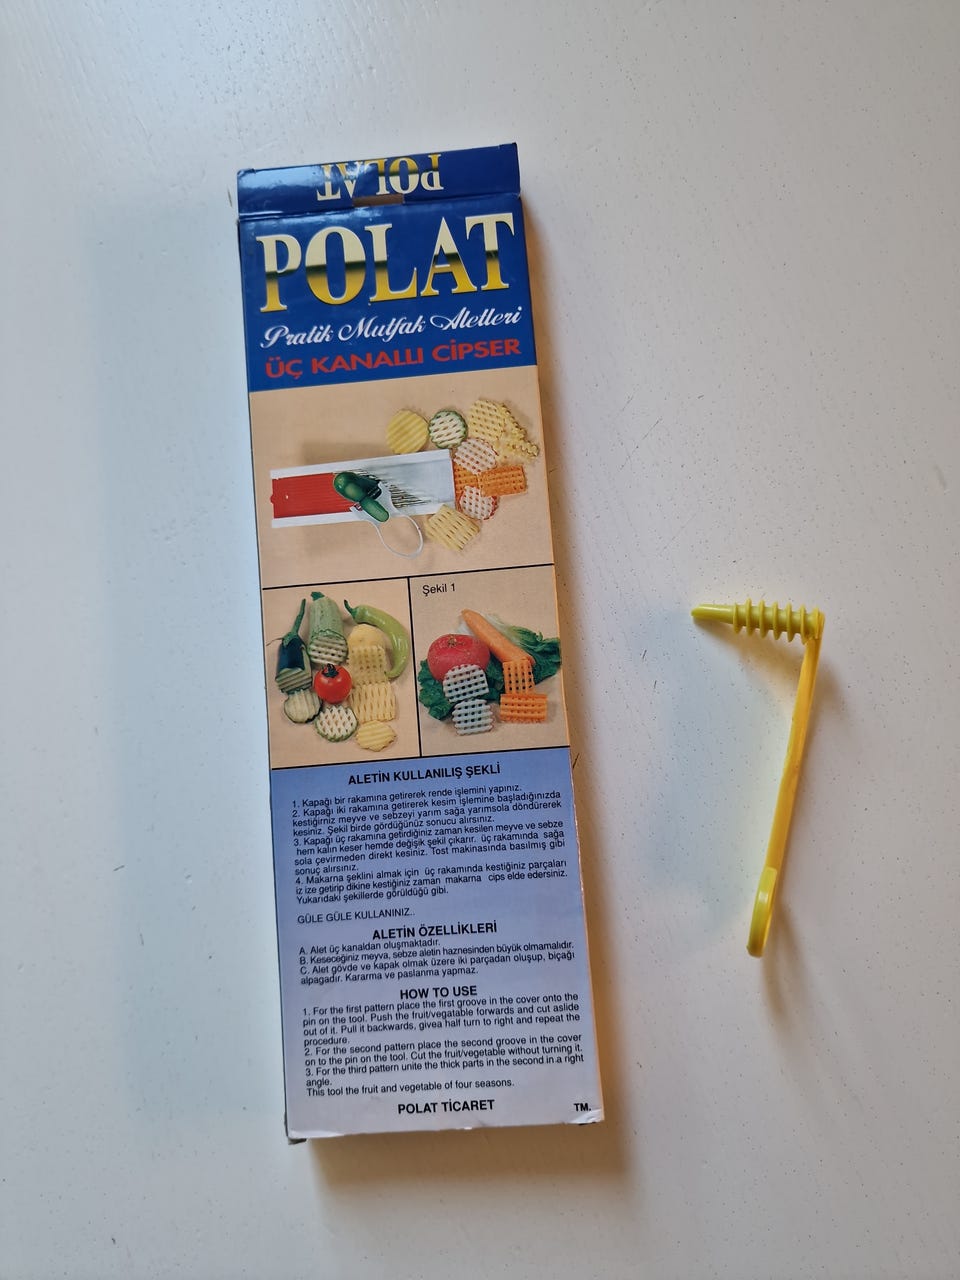 POLAT
POLAT
Pratik Mutfak Aletleri
ÜÇ KANALLI CİPSER
Şekil 1
ALETİN KULLANILIŞ ŞEKLİ
1. Kapağı bir rakamına getirerek rende işlemini yapınız.
2. Kapağı iki rakamına getirerek kesim işlemine başladığınızda
kestiğirniz meyve ve sebzeyi yarım sağa yarımsola döndürerek
kesiniz. Şekil birde gördüğünüz sonucu alırsınız.
3. Kapağı üç rakamına getirdiğiniz zaman kesilen meyve ve sebze
hem kalın keser hemde değişik şekil çıkarır. üç rakamında sağa
sola çevirmeden direkt kesiniz. Tost makinasında basılmış gibi
sonuç alırsınız.
4. Makarna şeklini almak için üç rakamında kestiğiniz parçaları
iz ize getirip dikine kestiğiniz zaman makarna cips elde edersiniz.
Yukarıdaki şekillerde görüldüğü gibi.
GÜLE GÜLE KULLANINIZ..
ALETİN ÖZELLİKLERİ
A. Alet üç kanaldan oluşmaktadır.
B. Keseceğiniz meyva, sebze aletin haznesinden büyük olmamalıdır.
C. Alet gövde ve kapak olmak üzere iki parçadan oluşup, biçağı
alpagadır. Kararma ve paslanma yapmaz.
HOW TO USE
1. For the first pattern place the first groove in the cover onto the
pin on the tool. Push the fruit/vegatable forwards and cut aslide
out of it. Pull it backwards, givea half turn to right and repeat the
procedure.
2. For the second pattern place the second groove in the cover
on to the pin on the tool. Cut the fruit/vegetable without turning it.
3. For the third pattern unite the thick parts in the second in a right
angle.
This tool the fruit and vegetable of four seasons.
POLAT TİCARET
TM.